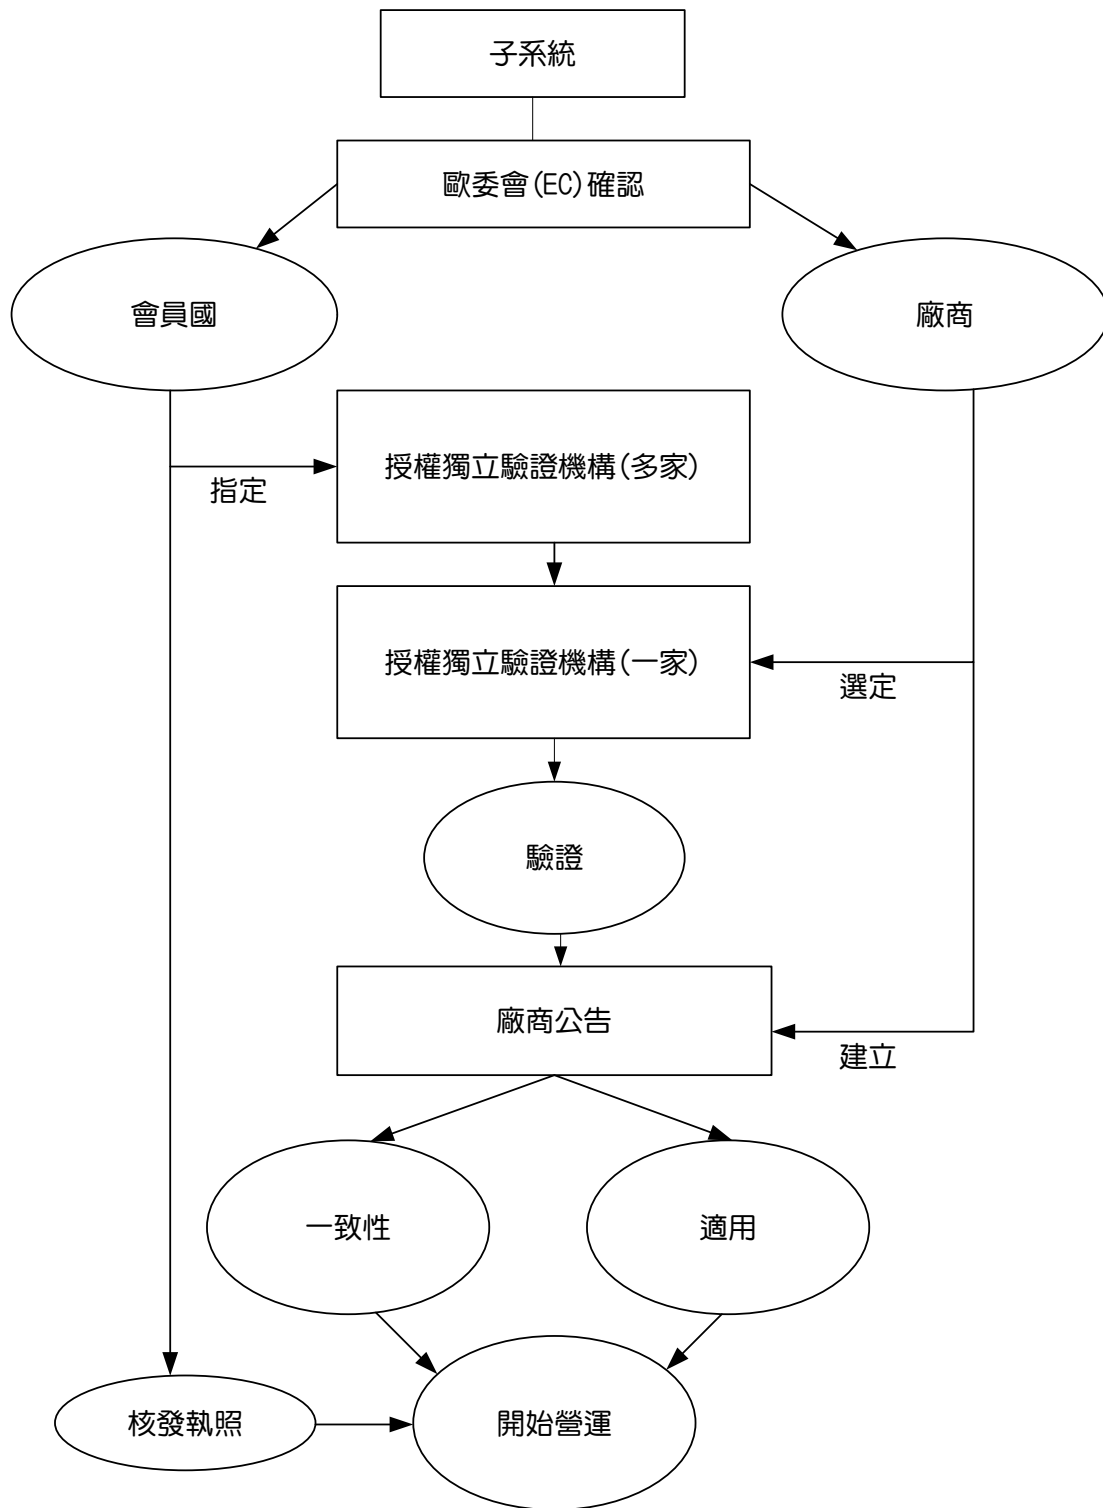 子系統
歐委會(EC)確認
會員國
廠商
授權獨立驗證機構(多家)
指定
授權獨立驗證機構(一家)
選定
驗證
廠商公告
建立
一致性
適用
核發執照
開始營運